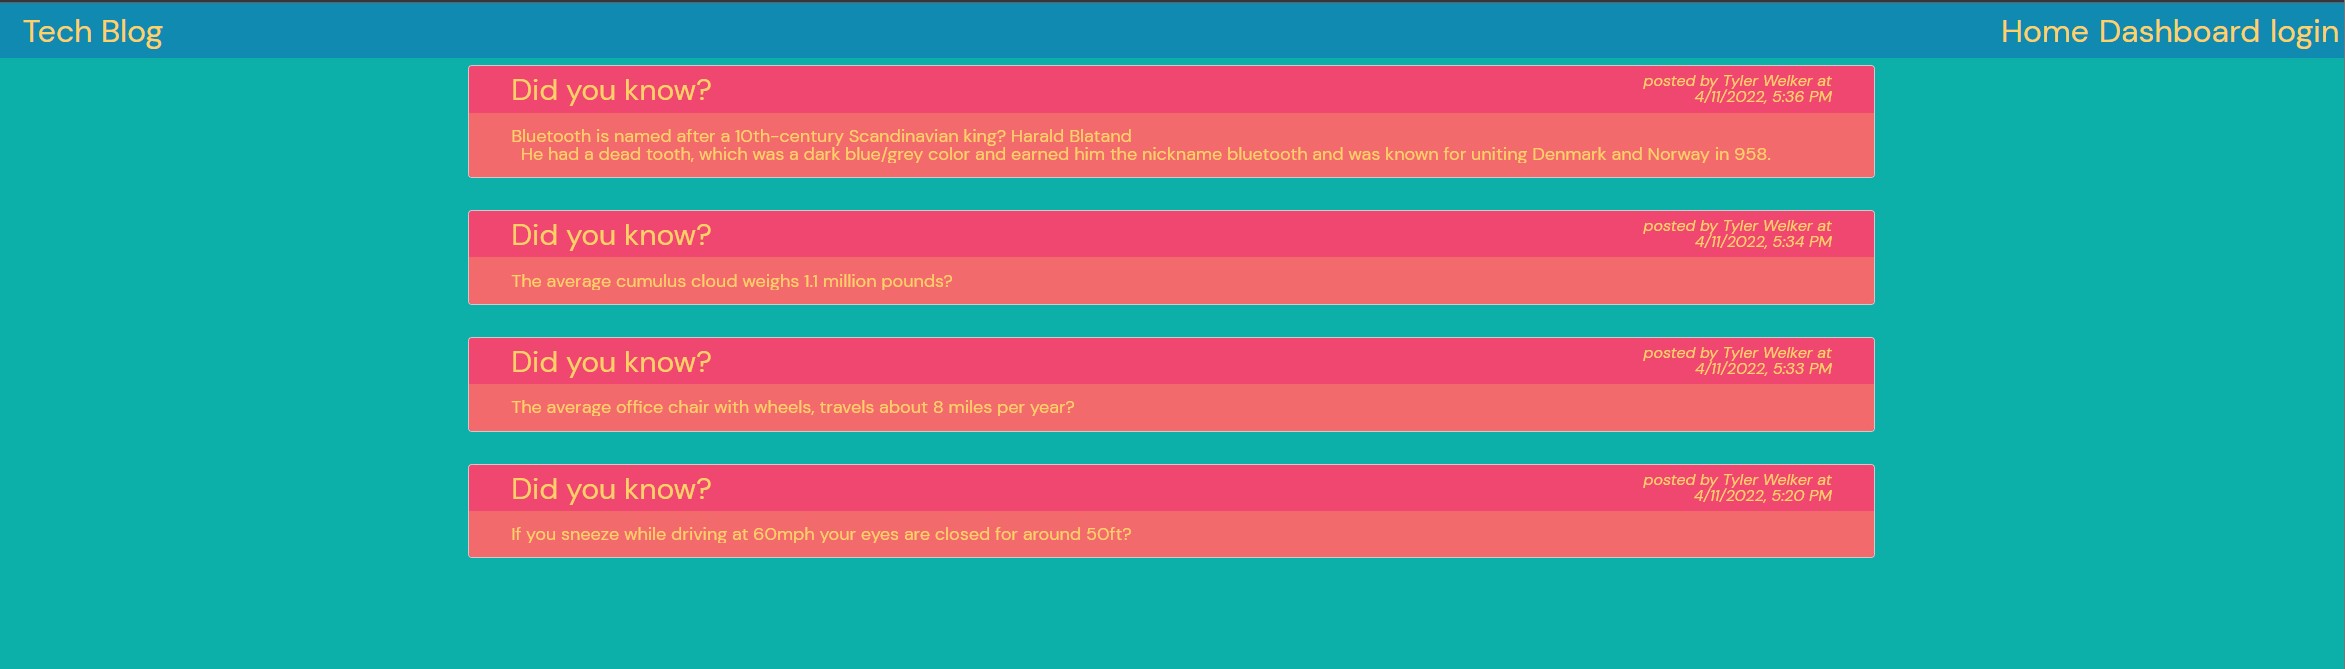 Tech Blog
Home Dashboard login
Did you know?
posted by Tyler Welker at
4/11/2022, 5:36 PM
Bluetooth is named after a 10th-century Scandinavian king? Harald Blatand
He had a dead tooth, which was a dark blue/grey color and earned him the nickname bluetooth and was known for uniting Denmark and Norway in 958.
Did you know?
posted by Tyler Welker at
4/11/2022, 5:34 PM
The average cumulus cloud weighs 1.1 million pounds?
Did you know?
posted by Tyler Welker at
4/11/2022, 5:33 PM
The average office chair with wheels, travels about 8 miles per year?
Did you know?
posted by Tyler Welker at
4/11/2022, 5:20 PM
If you sneeze while driving at 60mph your eyes are closed for around 50ft?